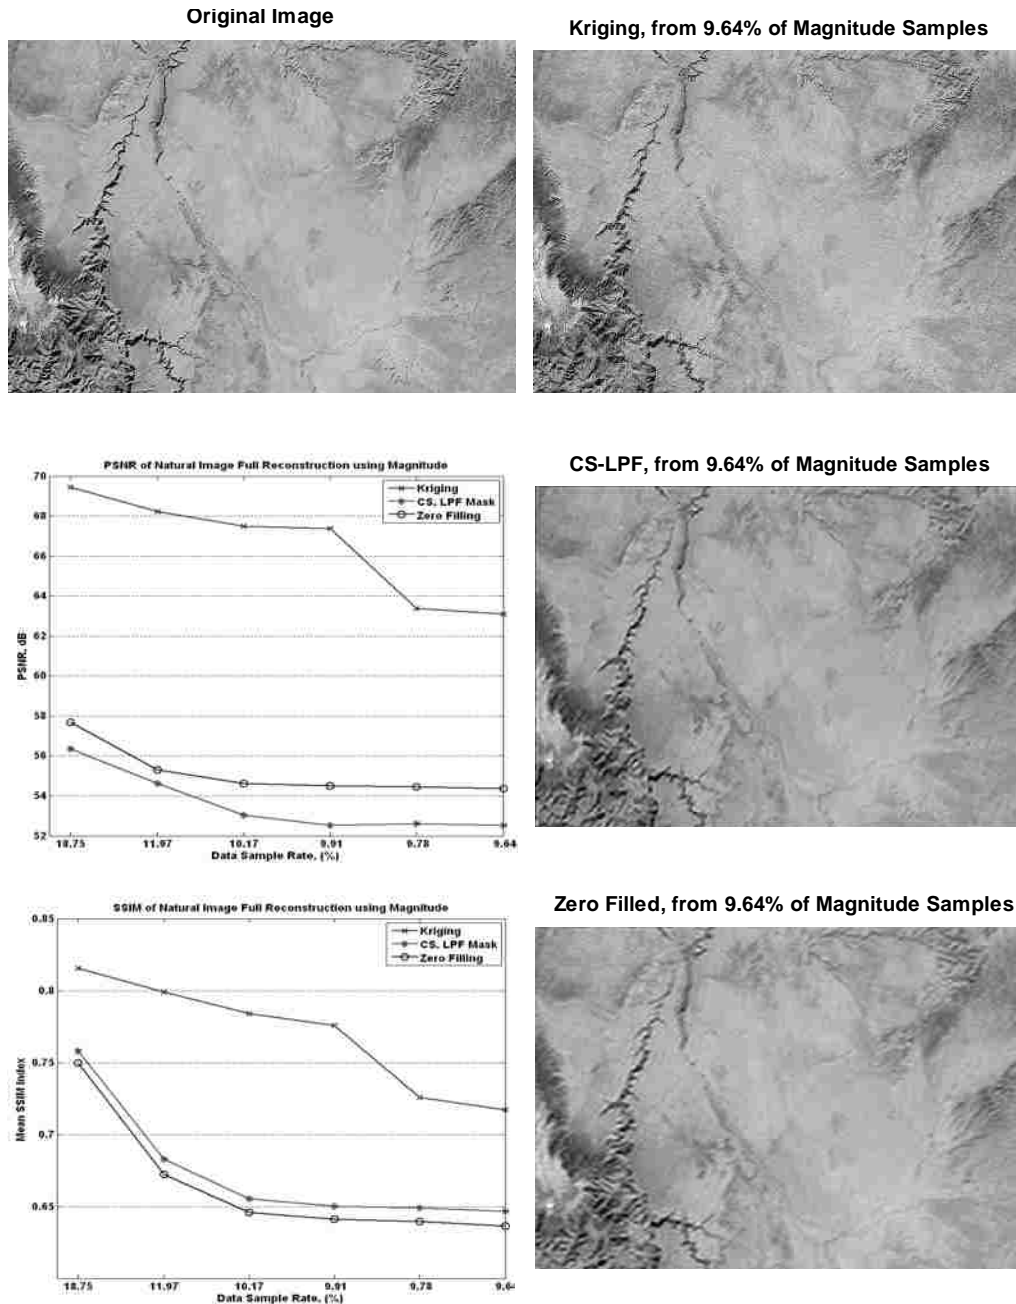 Original Image
Kriging, from 9.64% of Magnitude Samples
PSNR of Natural Image Full Reconstruction using Magnitude
70
68
66
64
62
60
58
56
54
52
PSNR, dB
Kriging
CS, LPF Mask
Zero Filling
18.75 11.97 10.17 9.91 9.78 9.64
Data Sample Rate, (%)
CS-LPF, from 9.64% of Magnitude Samples
SSIM of Natural Image Full Reconstruction using Magnitude
0.85
0.8
0.75
0.7
0.65
Mean SSIM Index
Kriging
CS, LPF Mask
Zero Filling
18.75 11.97 10.17 9.91 9.78 9.64
Data Sample Rate, (%)
Zero Filled, from 9.64% of Magnitude Samples